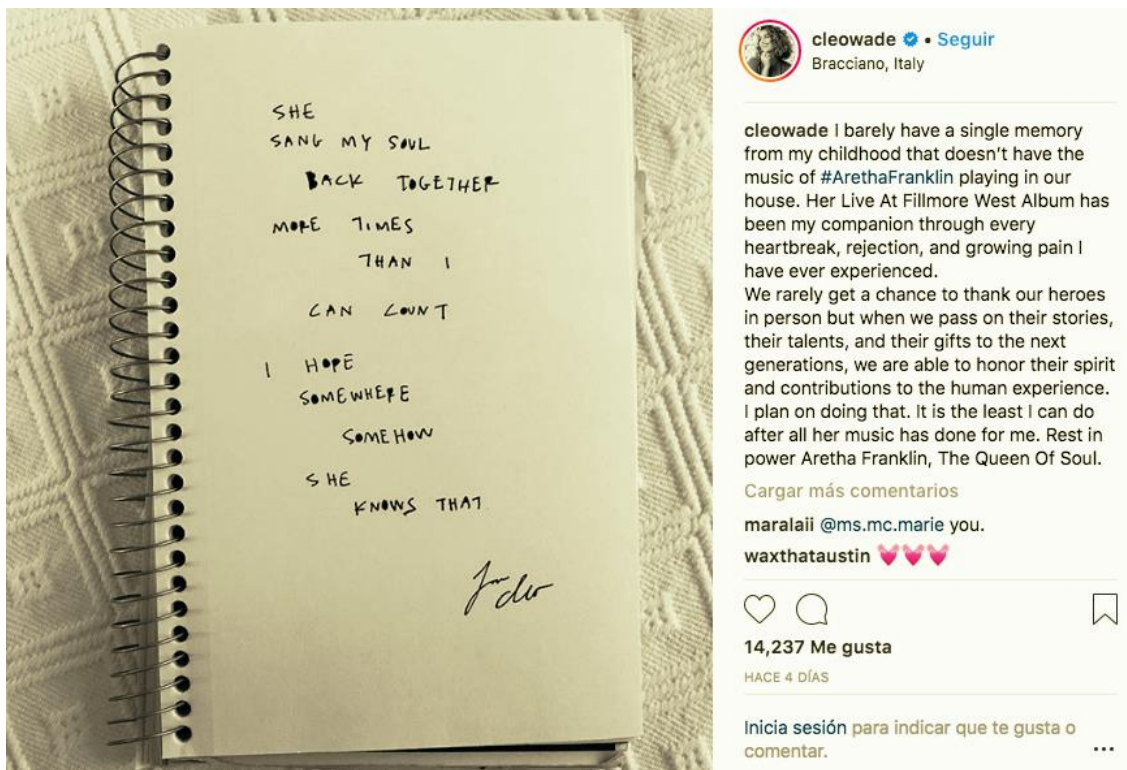 SHE
SANG MY SOUL
BACK TOGETHER
MORE TIMES
THAN I
CAN COUNT
I HOPE
SOMEWHERE
SOMEHOW
SHE
KNOWS THAT
cleowade • Seguir
Bracciano, Italy
cleowade I barely have a single memory
from my childhood that doesn't have the
music of #ArethaFranklin playing in our
house. Her Live At Fillmore West Album has
been my companion through every
heartbreak, rejection, and growing pain I
have ever experienced.
We rarely get a chance to thank our heroes
in person but when we pass on their stories,
their talents, and their gifts to the next
generations, we are able to honor their spirit
and contributions to the human experience.
I plan on doing that. It is the least I can do
after all her music has done for me. Rest in
power Aretha Franklin, The Queen Of Soul.
Cargar más comentarios
maralaii @ms.mc.marie you.
waxthataustin 💓💓💓
14,237 Me gusta
HACE 4 DÍAS
Inicia sesión para indicar que te gusta o
comentar.